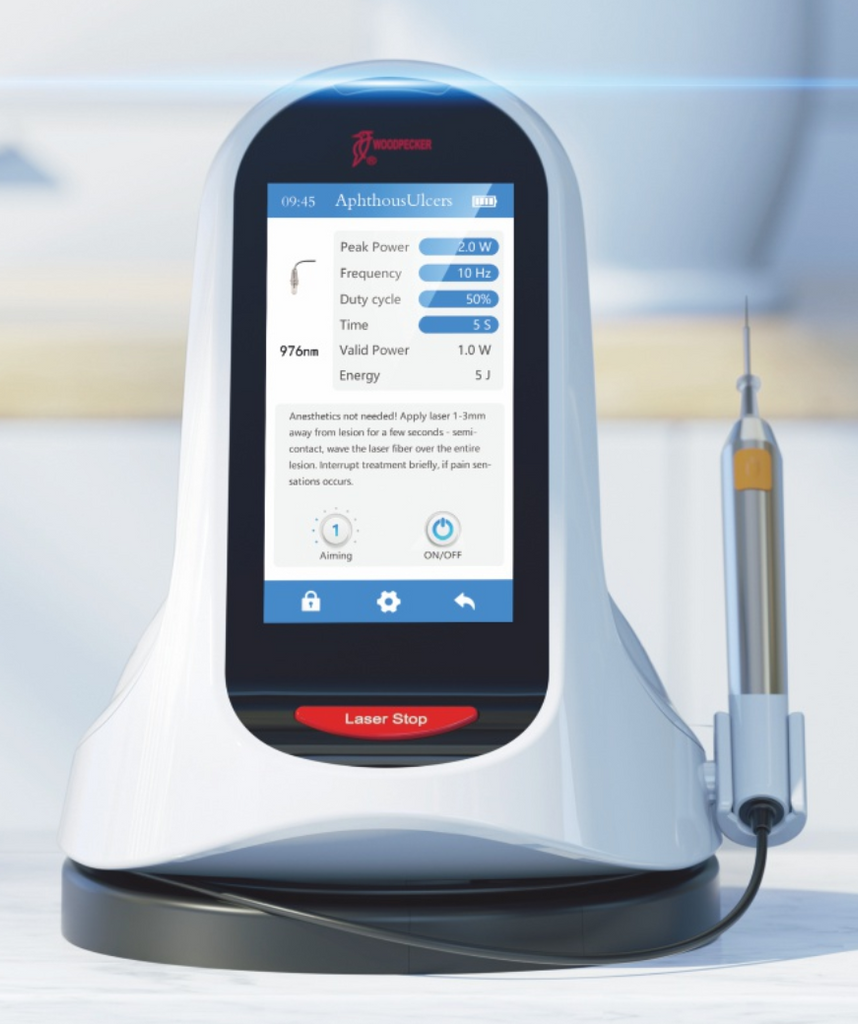 WOODPECKER
®
09:45 AphthousUlcers
Peak Power 2.0 W
Frequency 10 Hz
Duty cycle 50%
Time 5 S
976nm Valid Power 1.0 W
Energy 5 J
Anesthetics not needed! Apply laser 1-3mm
away from lesion for a few seconds - semi-
contact, wave the laser fiber over the entire
lesion. Interrupt treatment briefly, if pain sen-
sations occurs.
1
Aiming ON/OFF
Laser Stop